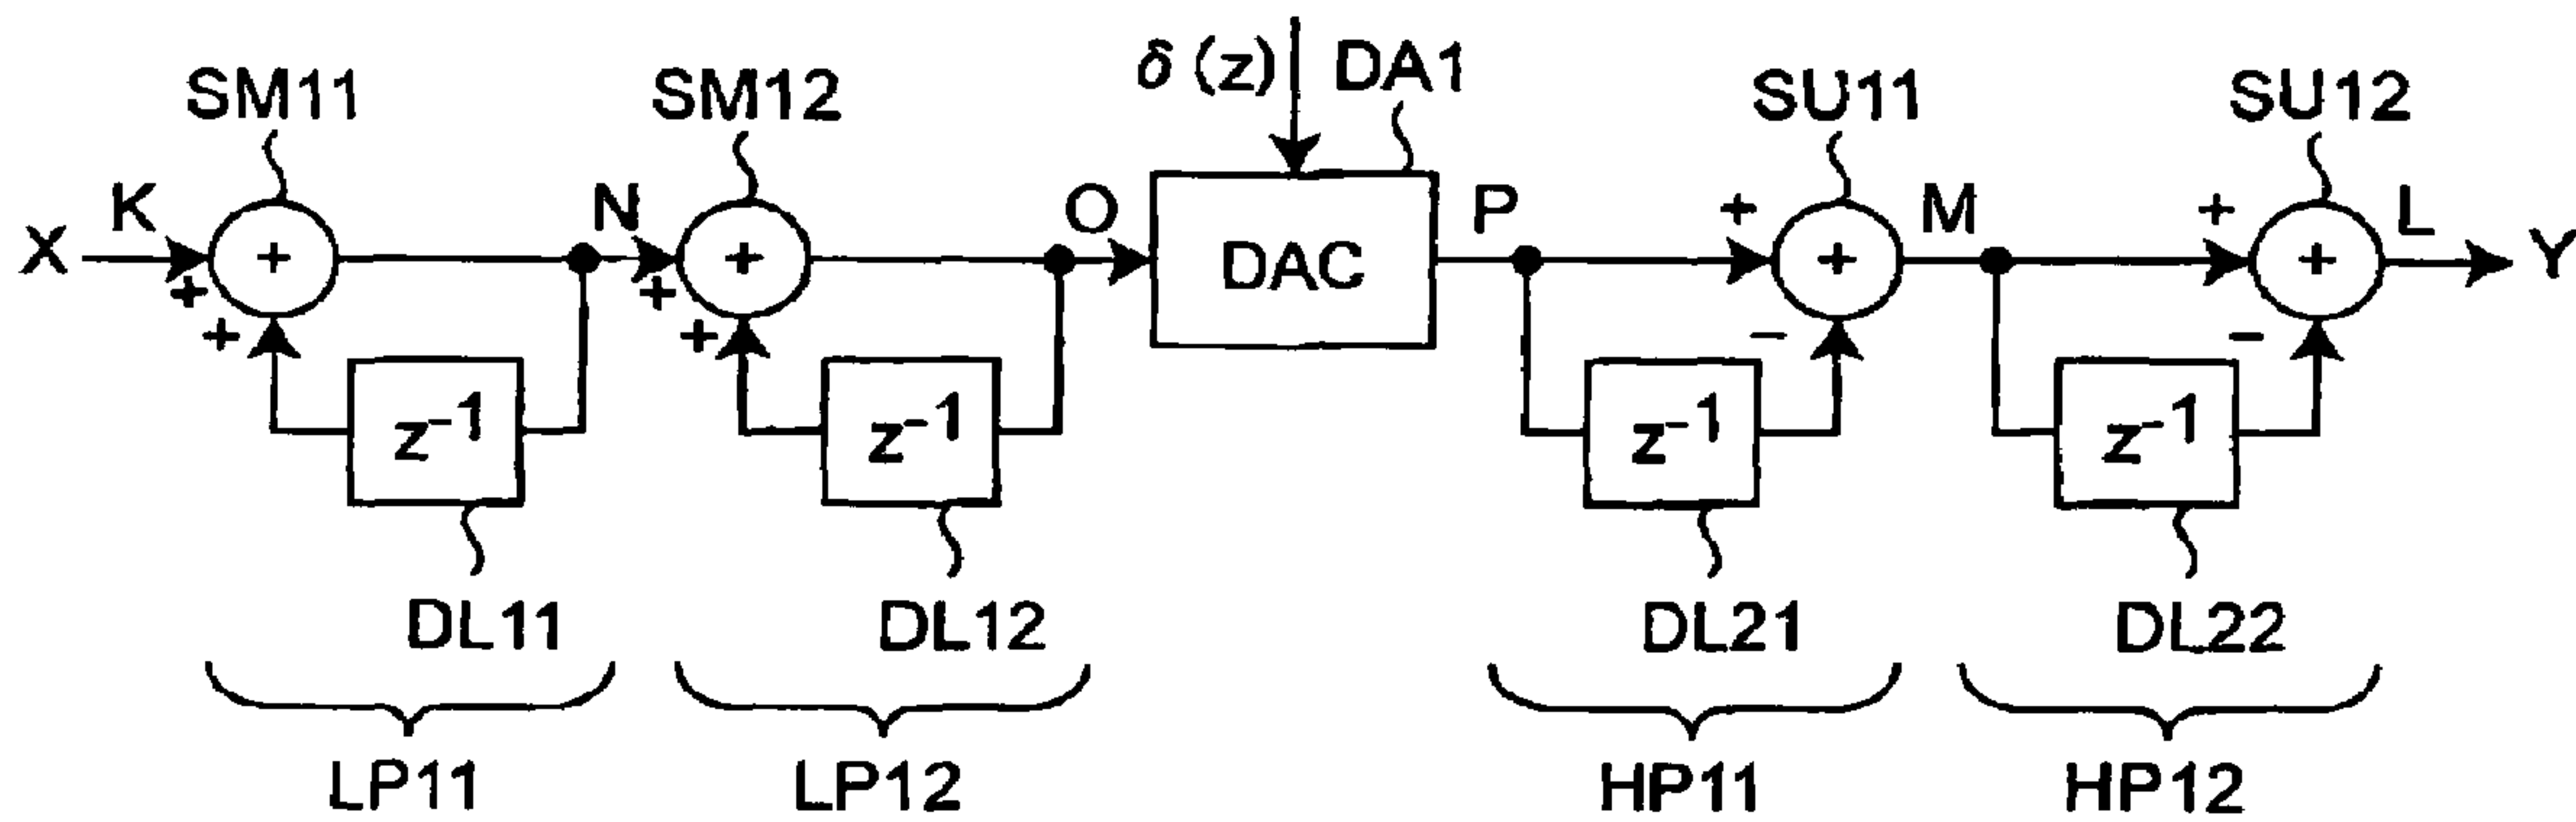 δ (z) DA1
SM11 SM12 SU11 SU12
X K + N + O DAC P + + M + + L Y
+ + + + - -
z⁻¹ z⁻¹ z⁻¹ z⁻¹
DL11 DL12 DL21 DL22
LP11 LP12 HP11 HP12